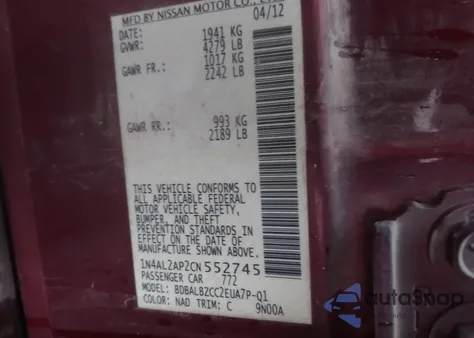 MFD BY NISSAN MOTOR CO., LTD.
04/12
DATE: 1941 KG
GVWR: 4279 LB
GAWR FR.: 1017 KG
2242 LB
GAWR RR.: 993 KG
2189 LB
THIS VEHICLE CONFORMS TO
ALL APPLICABLE FEDERAL
MOTOR VEHICLE SAFETY,
BUMPER, AND THEFT
PREVENTION STANDARDS
IN EFFECT ON THE DATE OF
MANUFACTURE SHOWN ABOVE.
1N4AL2AP2CN552745
PASSENGER CAR 772
MODEL: BDBALB2CC2EUA7P-Q1
COLOR: NAD TRIM: C 9N00A
AutoSnap